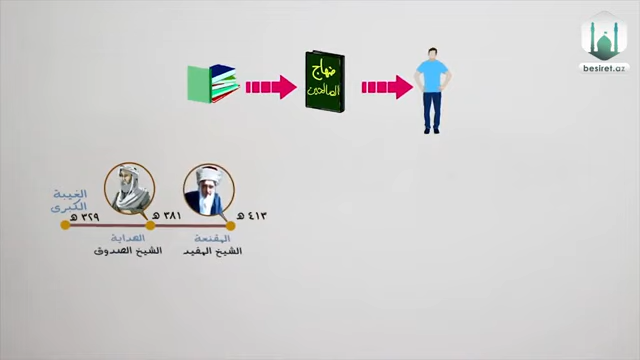 besiret.az
منهاج
الصالحين
الغيبة
الكبرى
٣٢٩ هـ
٣٨١ هـ
٤١٣ هـ
الهداية
المقنعة
الشيخ الصدوق
الشيخ المفيد